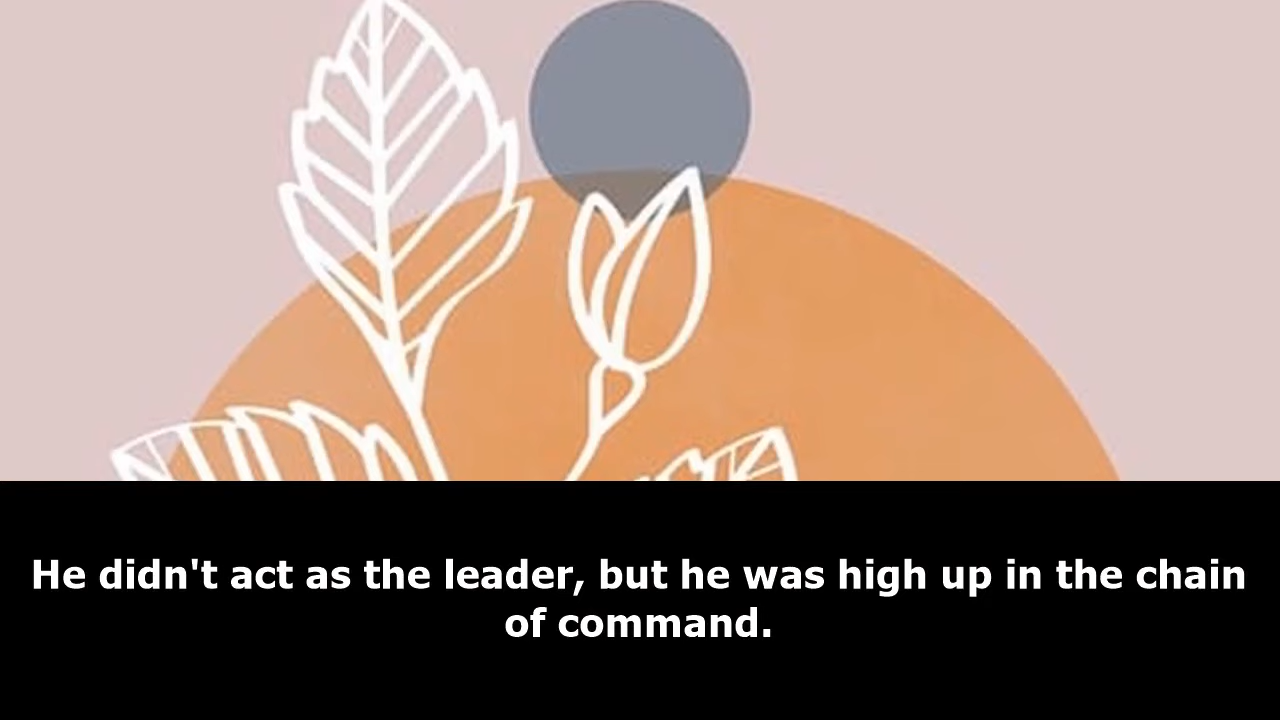 He didn't act as the leader, but he was high up in the chain
of command.